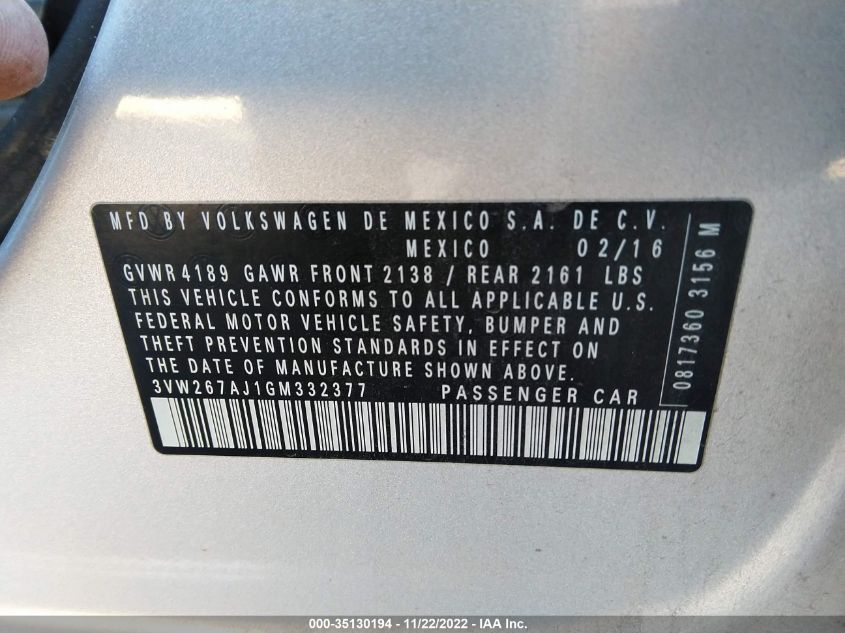 MFD BY VOLKSWAGEN DE MEXICO S.A. DE C.V.
MEXICO 02/16
GVWR 4189 GAWR FRONT 2138 / REAR 2161 LBS
THIS VEHICLE CONFORMS TO ALL APPLICABLE U.S.
FEDERAL MOTOR VEHICLE SAFETY, BUMPER AND
THEFT PREVENTION STANDARDS IN EFFECT ON
THE DATE OF MANUFACTURE SHOWN ABOVE.
3VW267AJ1GM332377 PASSENGER CAR
0817360 3156 M
000-35130194 - 11/22/2022 - IAA Inc.